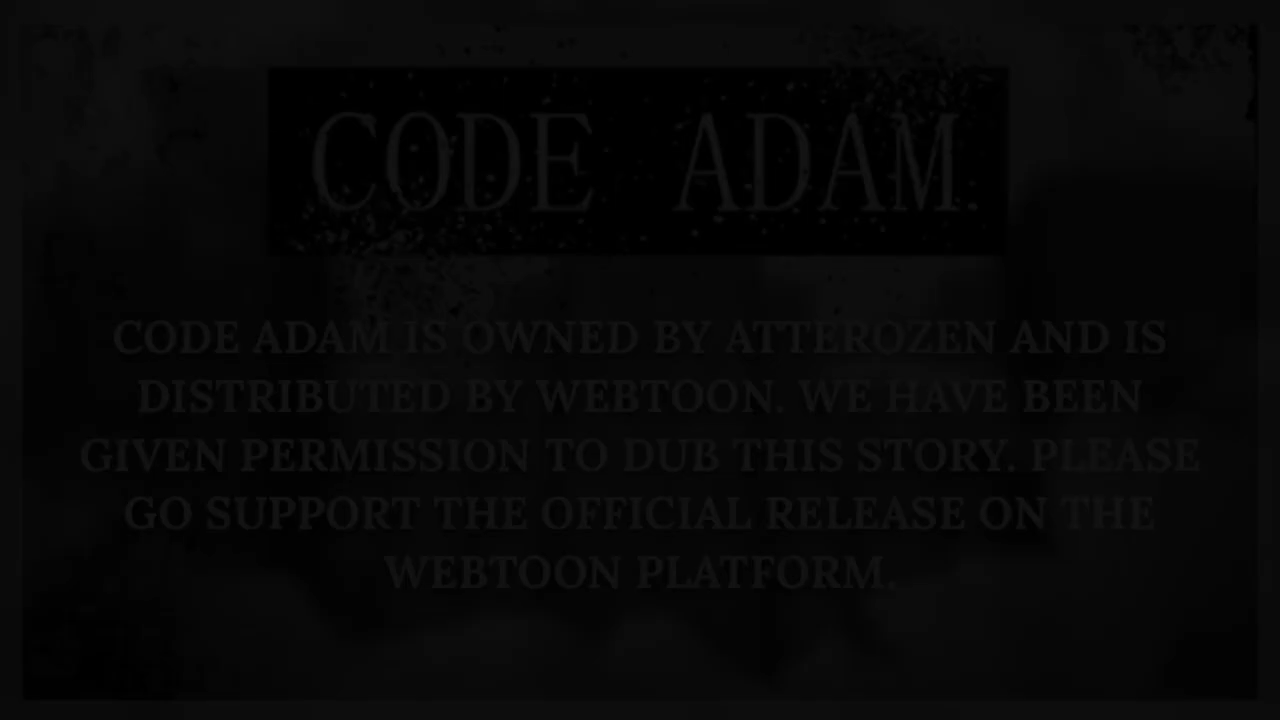 CODE ADAM
CODE ADAM IS OWNED BY ATTEROZEN AND IS
DISTRIBUTED BY WEBTOON. WE HAVE BEEN
GIVEN PERMISSION TO DUB THIS STORY. PLEASE
GO SUPPORT THE OFFICIAL RELEASE ON THE
WEBTOON PLATFORM.